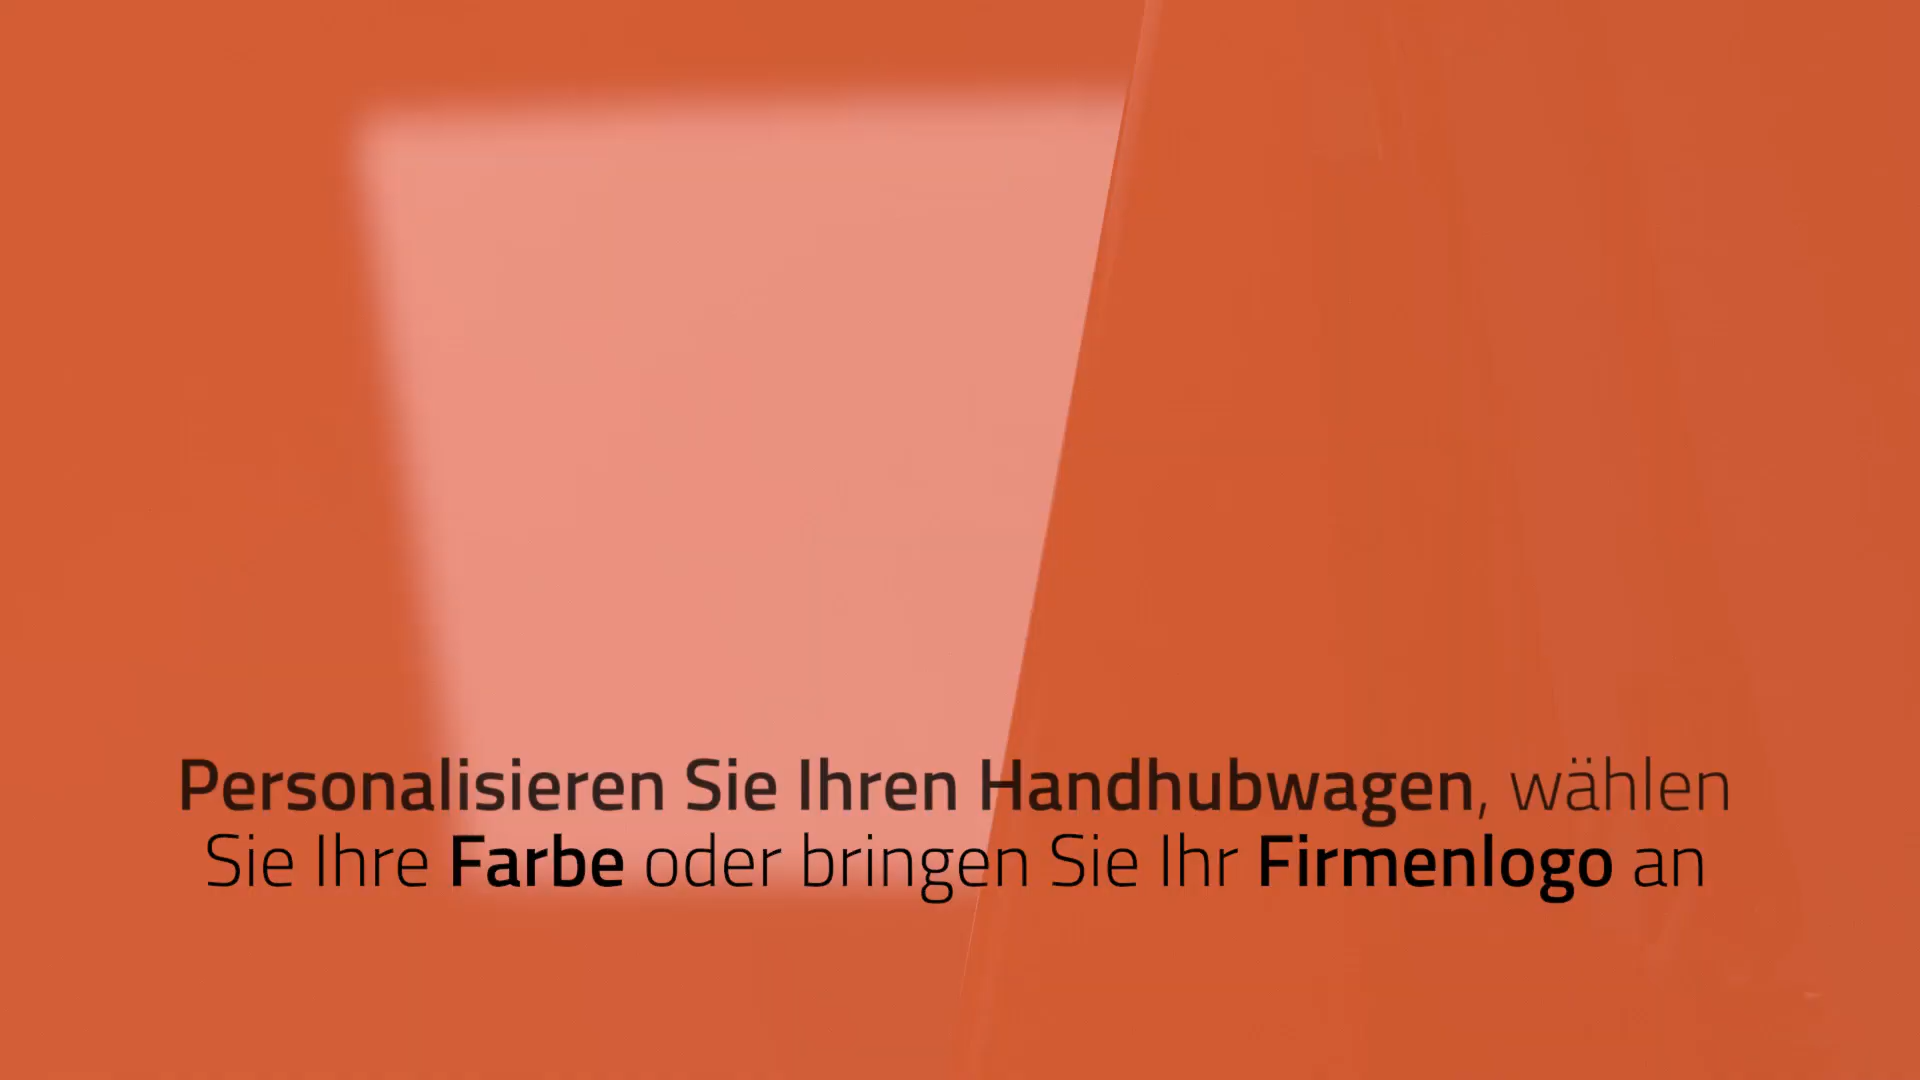 Personalisieren Sie Ihren Handhubwagen, wählen
Sie Ihre Farbe oder bringen Sie Ihr Firmenlogo an